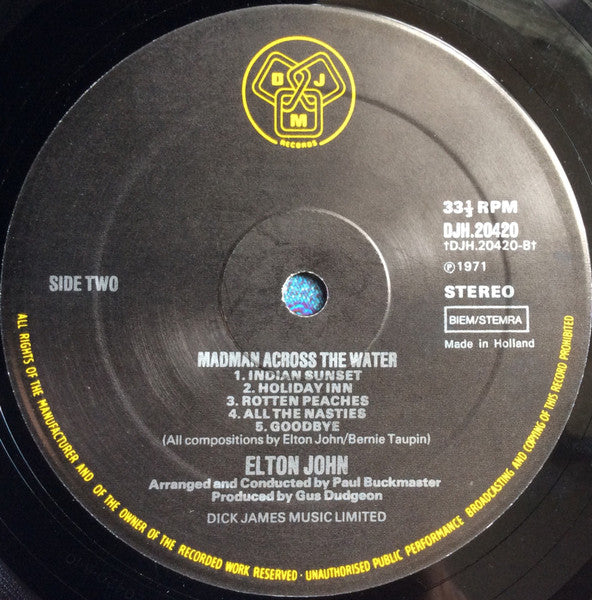 D J
M
RECORDS
33⅓ RPM
DJH.20420
†DJH.20420-B†
℗ 1971
SIDE TWO
STEREO
BIEM/STEMRA
Made in Holland
MADMAN ACROSS THE WATER
1. INDIAN SUNSET
2. HOLIDAY INN
3. ROTTEN PEACHES
4. ALL THE NASTIES
5. GOODBYE
(All compositions by Elton John/Bernie Taupin)
ELTON JOHN
Arranged and Conducted by Paul Buckmaster
Produced by Gus Dudgeon
DICK JAMES MUSIC LIMITED
ALL RIGHTS OF THE MANUFACTURER AND OF THE OWNER OF THE RECORDED WORK RESERVED · UNAUTHORISED PUBLIC PERFORMANCE BROADCASTING AND COPYING OF THIS RECORD PROHIBITED